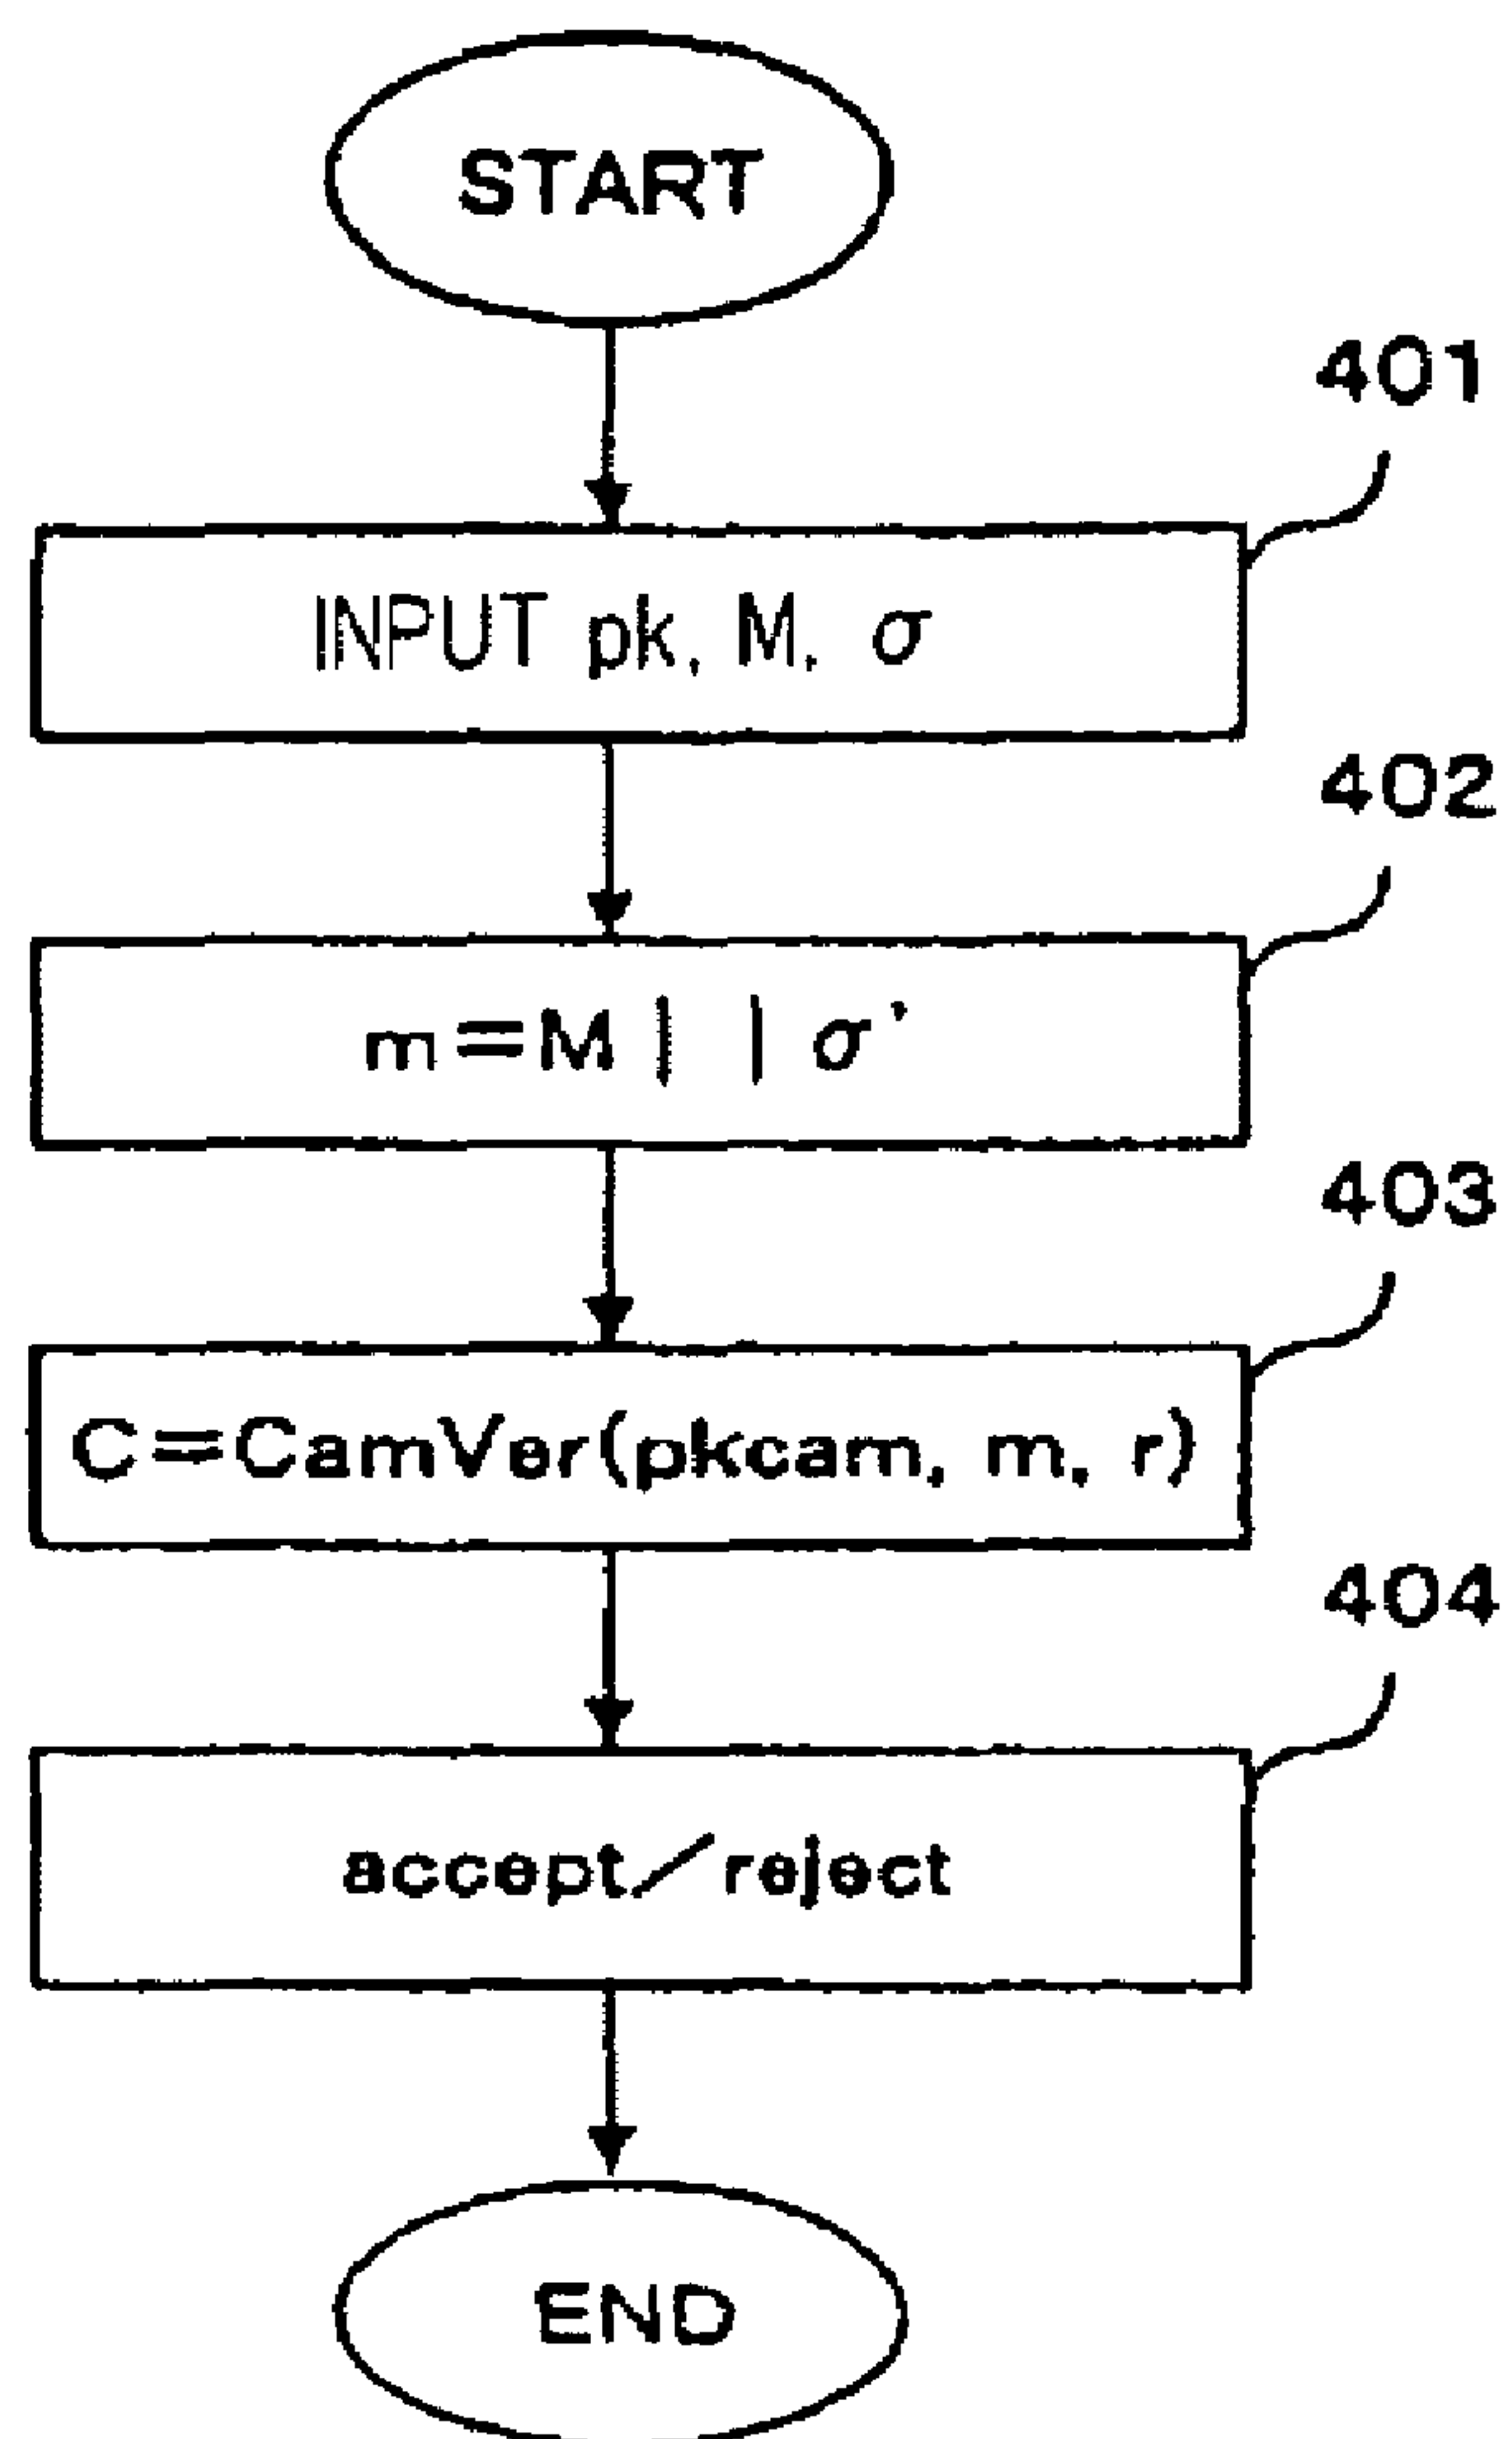 START
401
INPUT pk, M, σ
402
m=M||σ'
403
C=CamVer(pkcam, m, r)
404
accept/reject
END